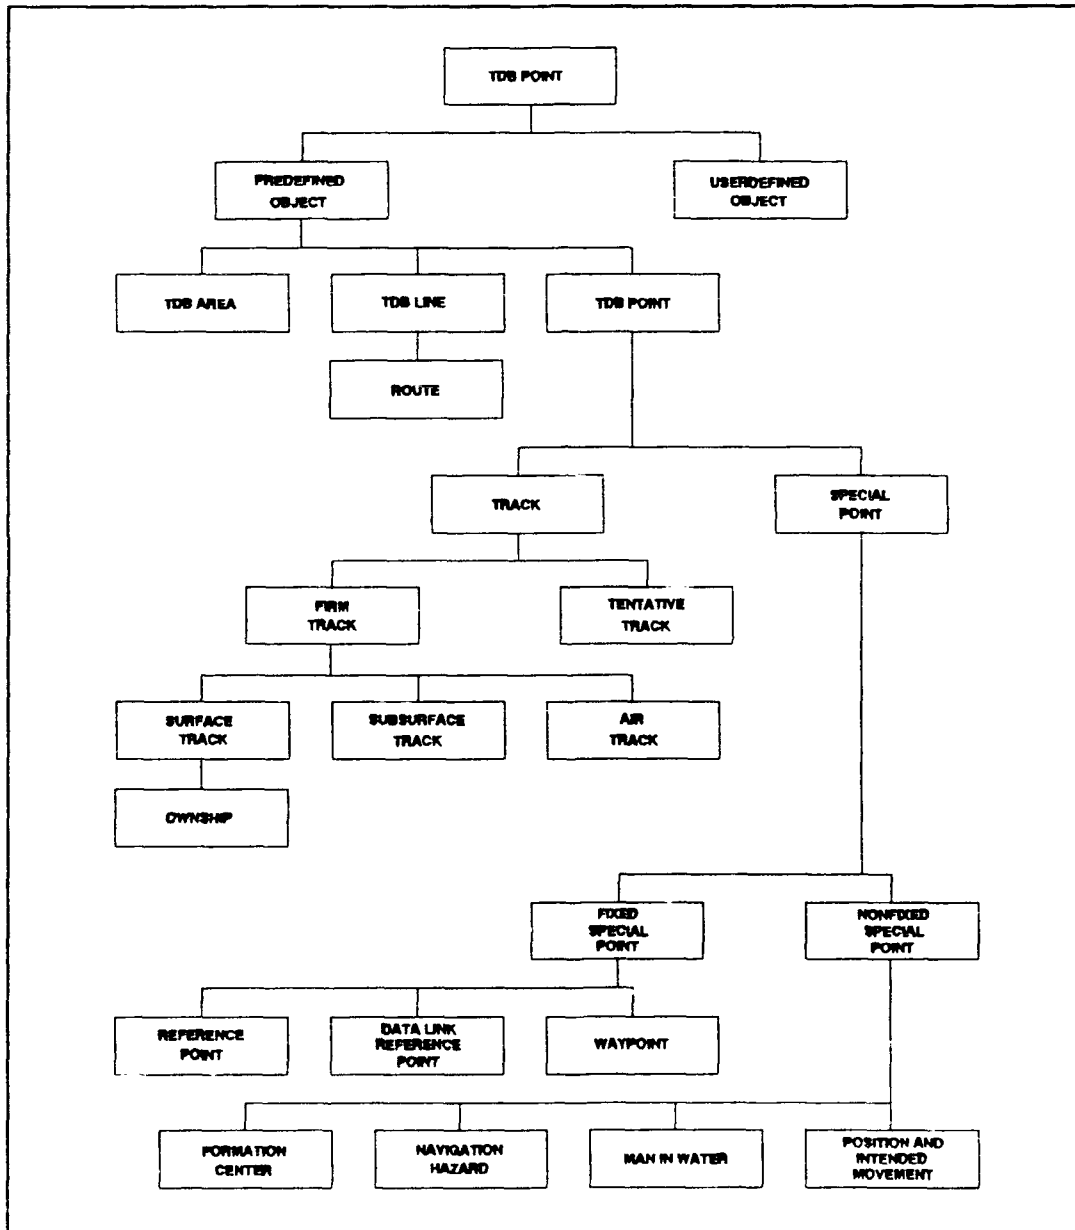 TDB POINT
PREDEFINED
OBJECT
USERDEFINED
OBJECT
TDB AREA
TDB LINE
TDB POINT
ROUTE
TRACK
SPECIAL
POINT
FIRM
TRACK
TENTATIVE
TRACK
SURFACE
TRACK
SUBSURFACE
TRACK
AIR
TRACK
OWNSHIP
FIXED
SPECIAL
POINT
NONFIXED
SPECIAL
POINT
REFERENCE
POINT
DATA LINK
REFERENCE
POINT
WAYPOINT
FORMATION
CENTER
NAVIGATION
HAZARD
MAN IN WATER
POSITION AND
INTENDED
MOVEMENT